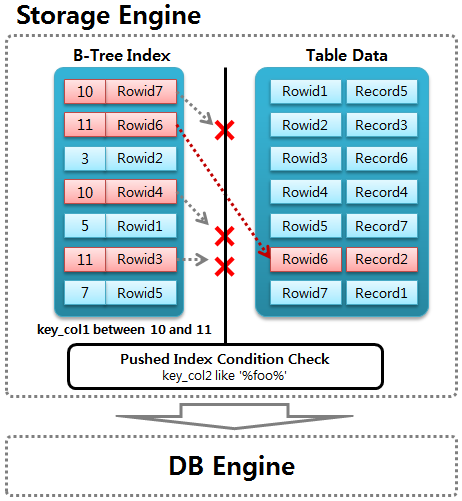 Storage Engine
B-Tree Index
Table Data
10 Rowid7
11 Rowid6
3 Rowid2
10 Rowid4
5 Rowid1
11 Rowid3
7 Rowid5
Rowid1 Record5
Rowid2 Record3
Rowid3 Record6
Rowid4 Record4
Rowid5 Record7
Rowid6 Record2
Rowid7 Record1
key_col1 between 10 and 11
Pushed Index Condition Check
key_col2 like '%foo%'
DB Engine